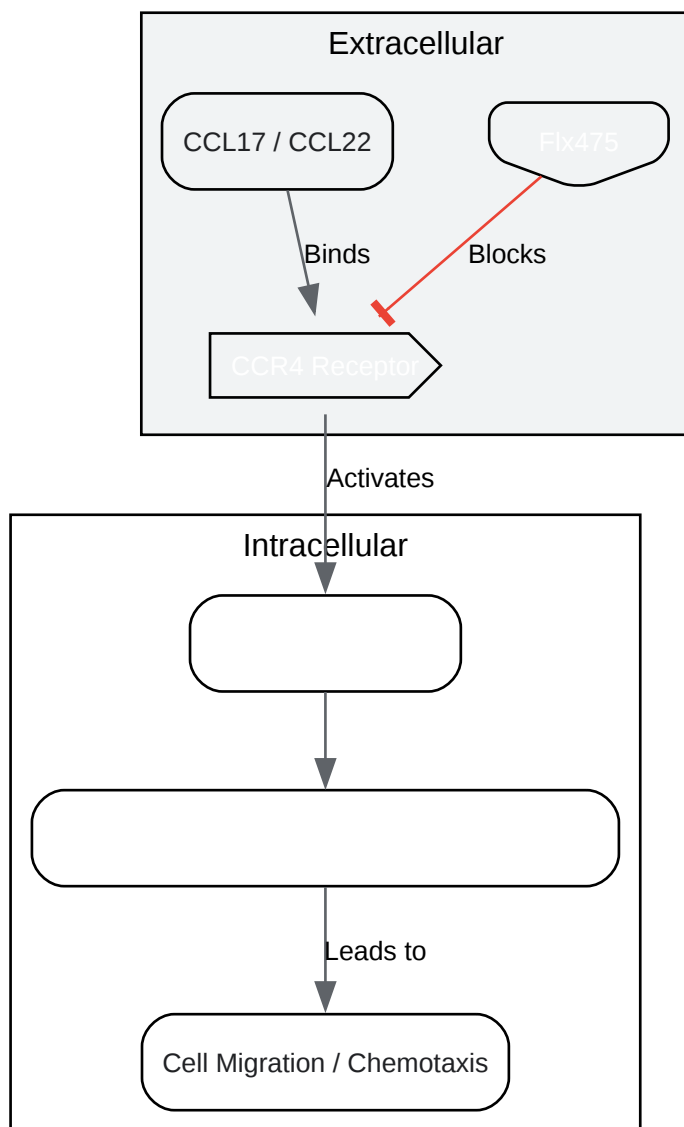 Extracellular
CCL17 / CCL22
Flx475
Binds
Blocks
CCR4 Receptor
Activates
Intracellular
Leads to
Cell Migration / Chemotaxis